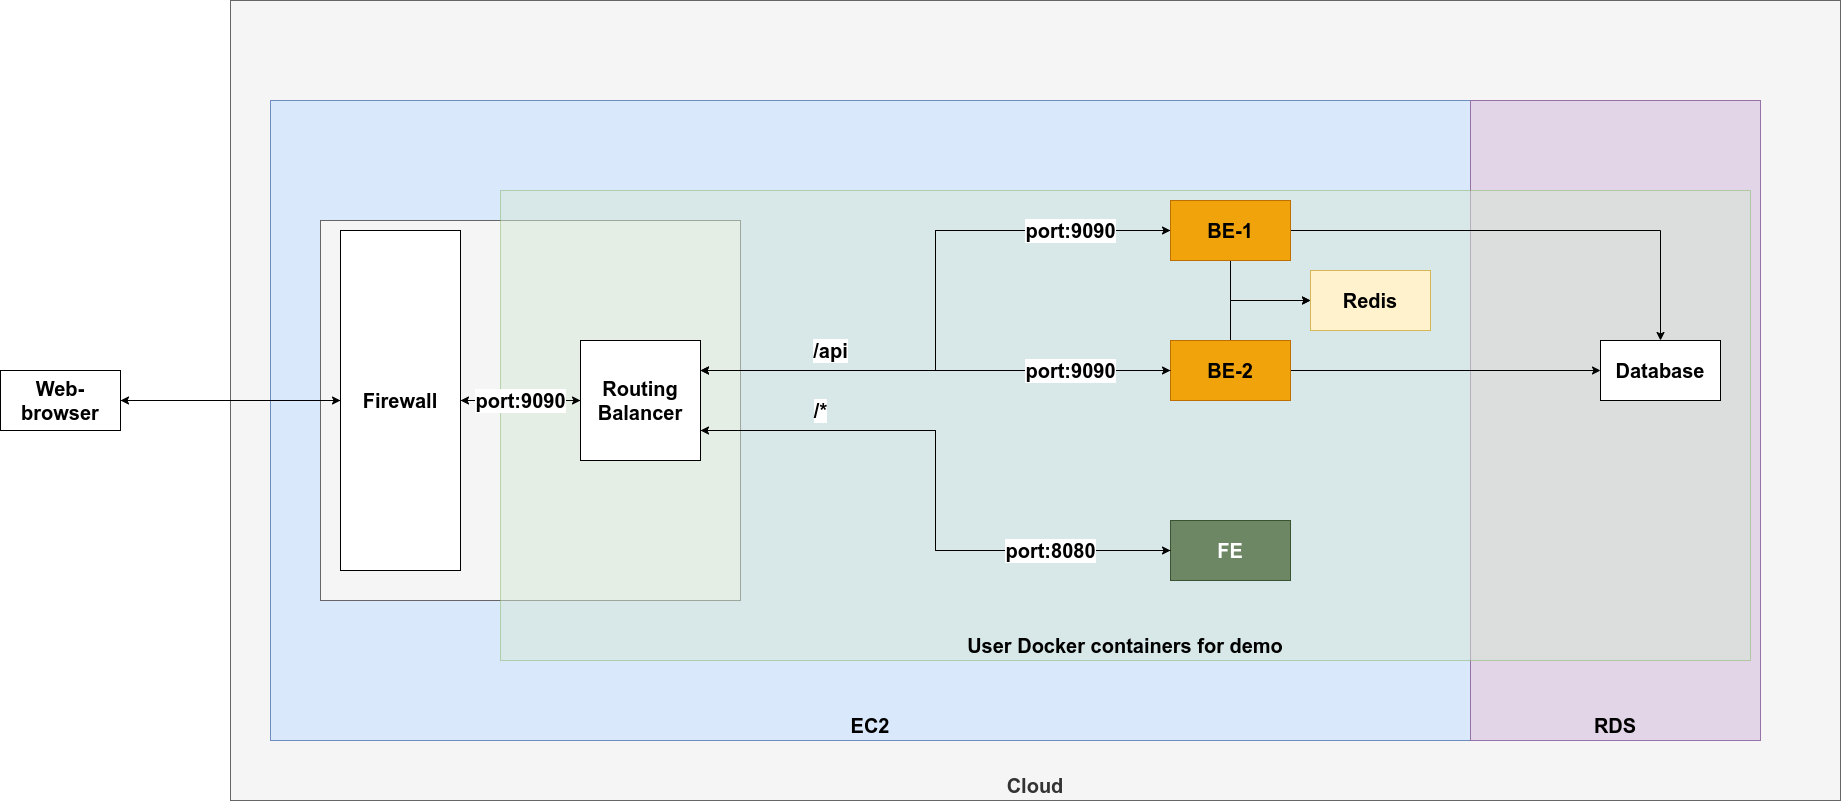 Web-
browser
Firewall
port:9090
Routing
Balancer
/api
/*
port:9090
port:9090
port:8080
BE-1
Redis
BE-2
FE
Database
User Docker containers for demo
EC2
RDS
Cloud